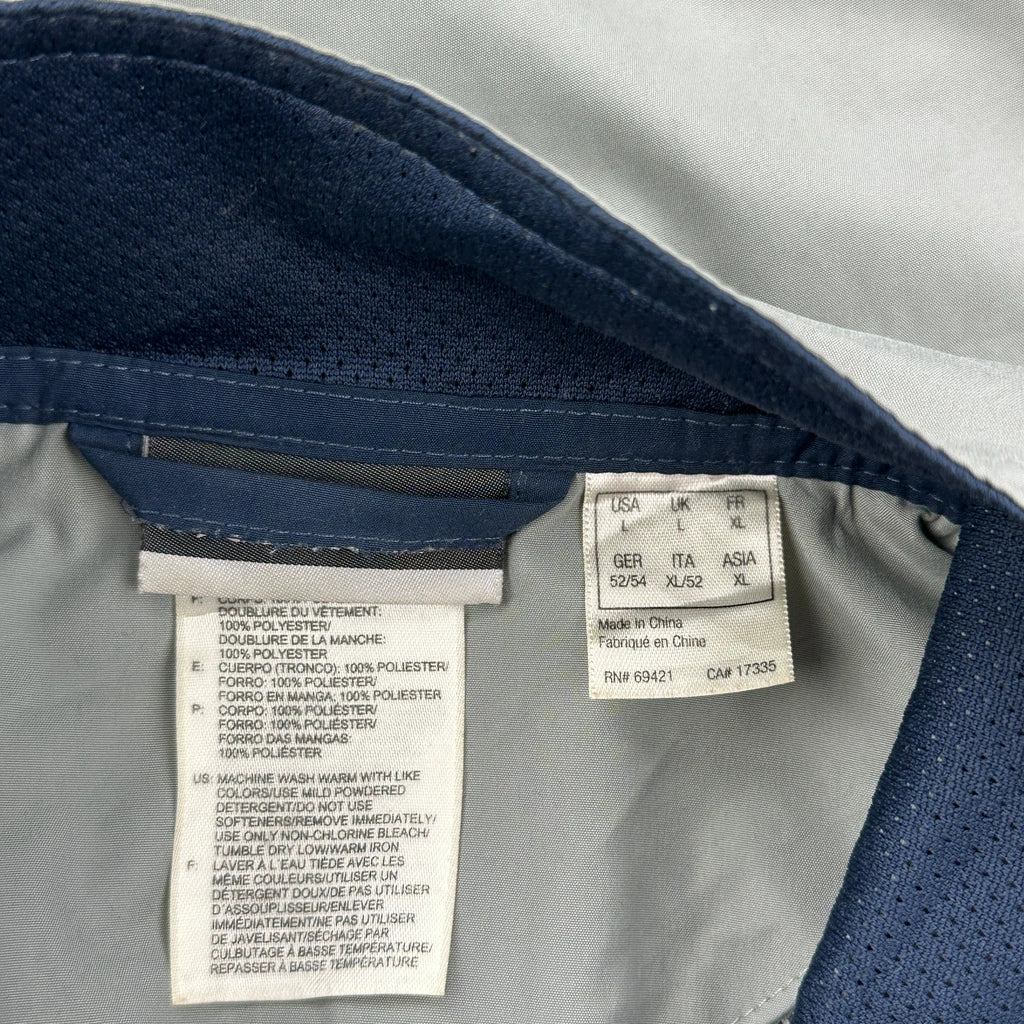 F: CORPO: 100%
DOUBLURE DU VÊTEMENT:
100% POLYESTER/
DOUBLURE DE LA MANCHE:
100% POLYESTER
E: CUERPO (TRONCO): 100% POLIESTER/
FORRO: 100% POLIESTER/
FORRO EN MANGA: 100% POLIESTER
P: CORPO: 100% POLIÉSTER/
FORRO: 100% POLIÉSTER/
FORRO DAS MANGAS:
100% POLIÉSTER
US: MACHINE WASH WARM WITH LIKE
COLORS/USE MILD POWDERED
DETERGENT/DO NOT USE
SOFTENERS/REMOVE IMMEDIATELY/
USE ONLY NON-CHLORINE BLEACH/
TUMBLE DRY LOW/WARM IRON
F: LAVER À L'EAU TIÈDE AVEC LES
MÊME COULEURS/UTILISER UN
DÉTERGENT DOUX/DE PAS UTILISER
D'ASSOUPLISSEUR/ENLEVER
IMMÉDIATEMENT/NE PAS UTILISER
DE JAVELISANT/SÉCHAGE PAR
CULBUTAGE À BASSE TEMPÉRATURE/
REPASSER À BASSE TEMPÉRATURE
USA UK FR
L L XL
GER ITA ASIA
52/54 XL/52 XL
Made in China
Fabriqué en Chine
RN# 69421 CA# 17335